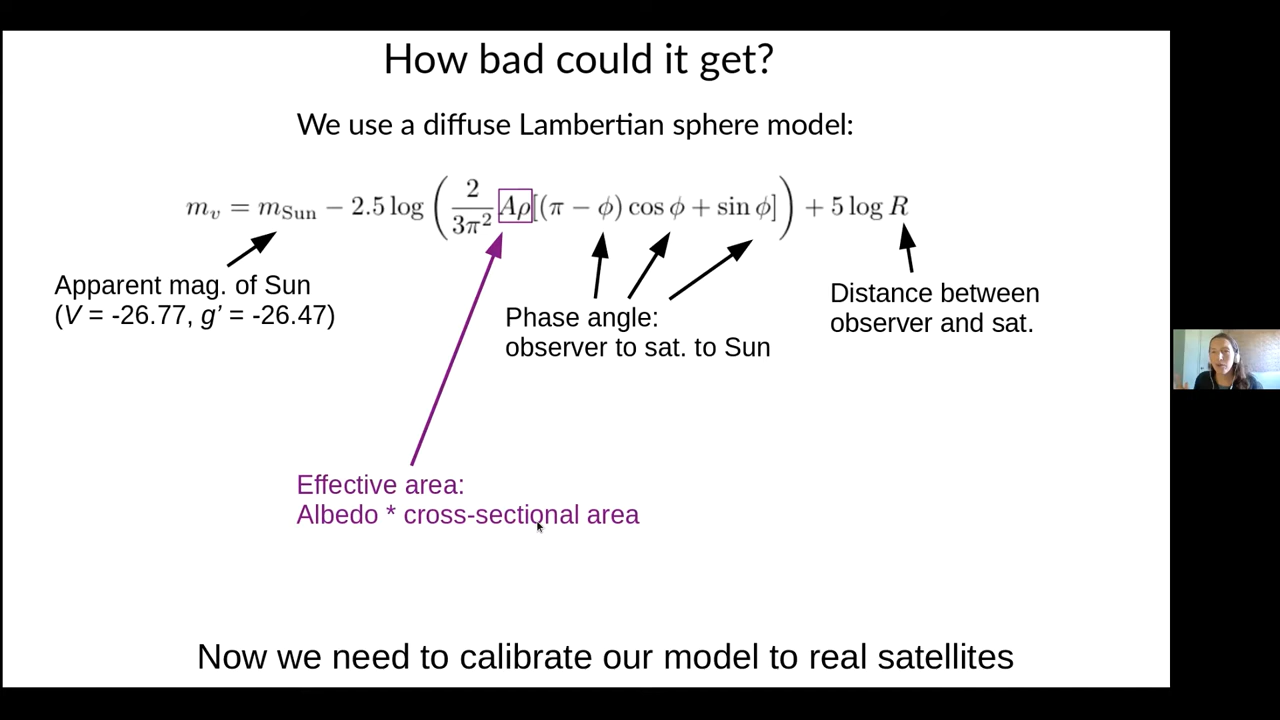 How bad could it get?
We use a diffuse Lambertian sphere model:
m_v = m_Sun − 2.5 log ( 2/(3π²) Aρ[(π − ϕ) cos ϕ + sin ϕ] ) + 5 log R
Apparent mag. of Sun
(V = -26.77, g' = -26.47)
Phase angle:
observer to sat. to Sun
Distance between
observer and sat.
Effective area:
Albedo * cross-sectional area
Now we need to calibrate our model to real satellites